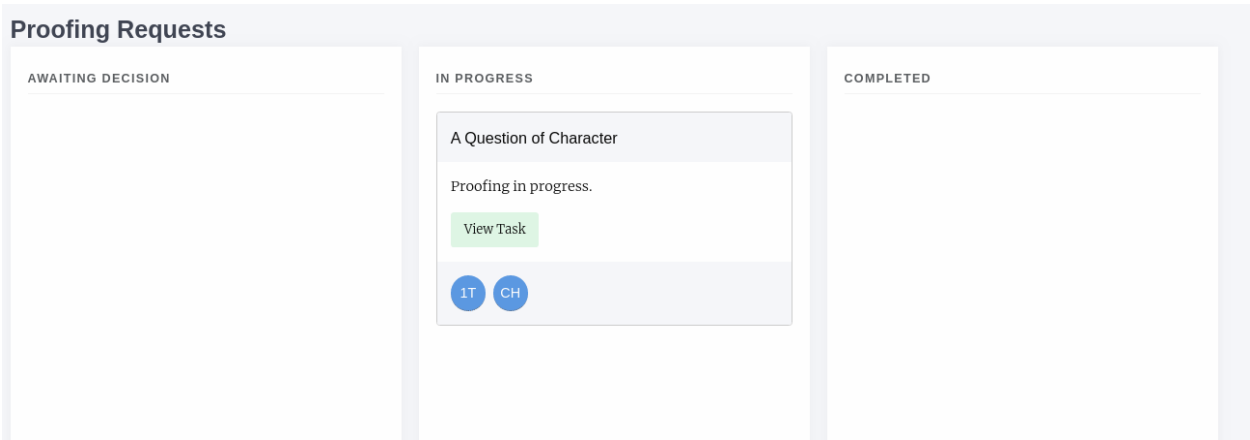 Proofing Requests
AWAITING DECISION
IN PROGRESS
A Question of Character
Proofing in progress.
View Task
1T CH
COMPLETED